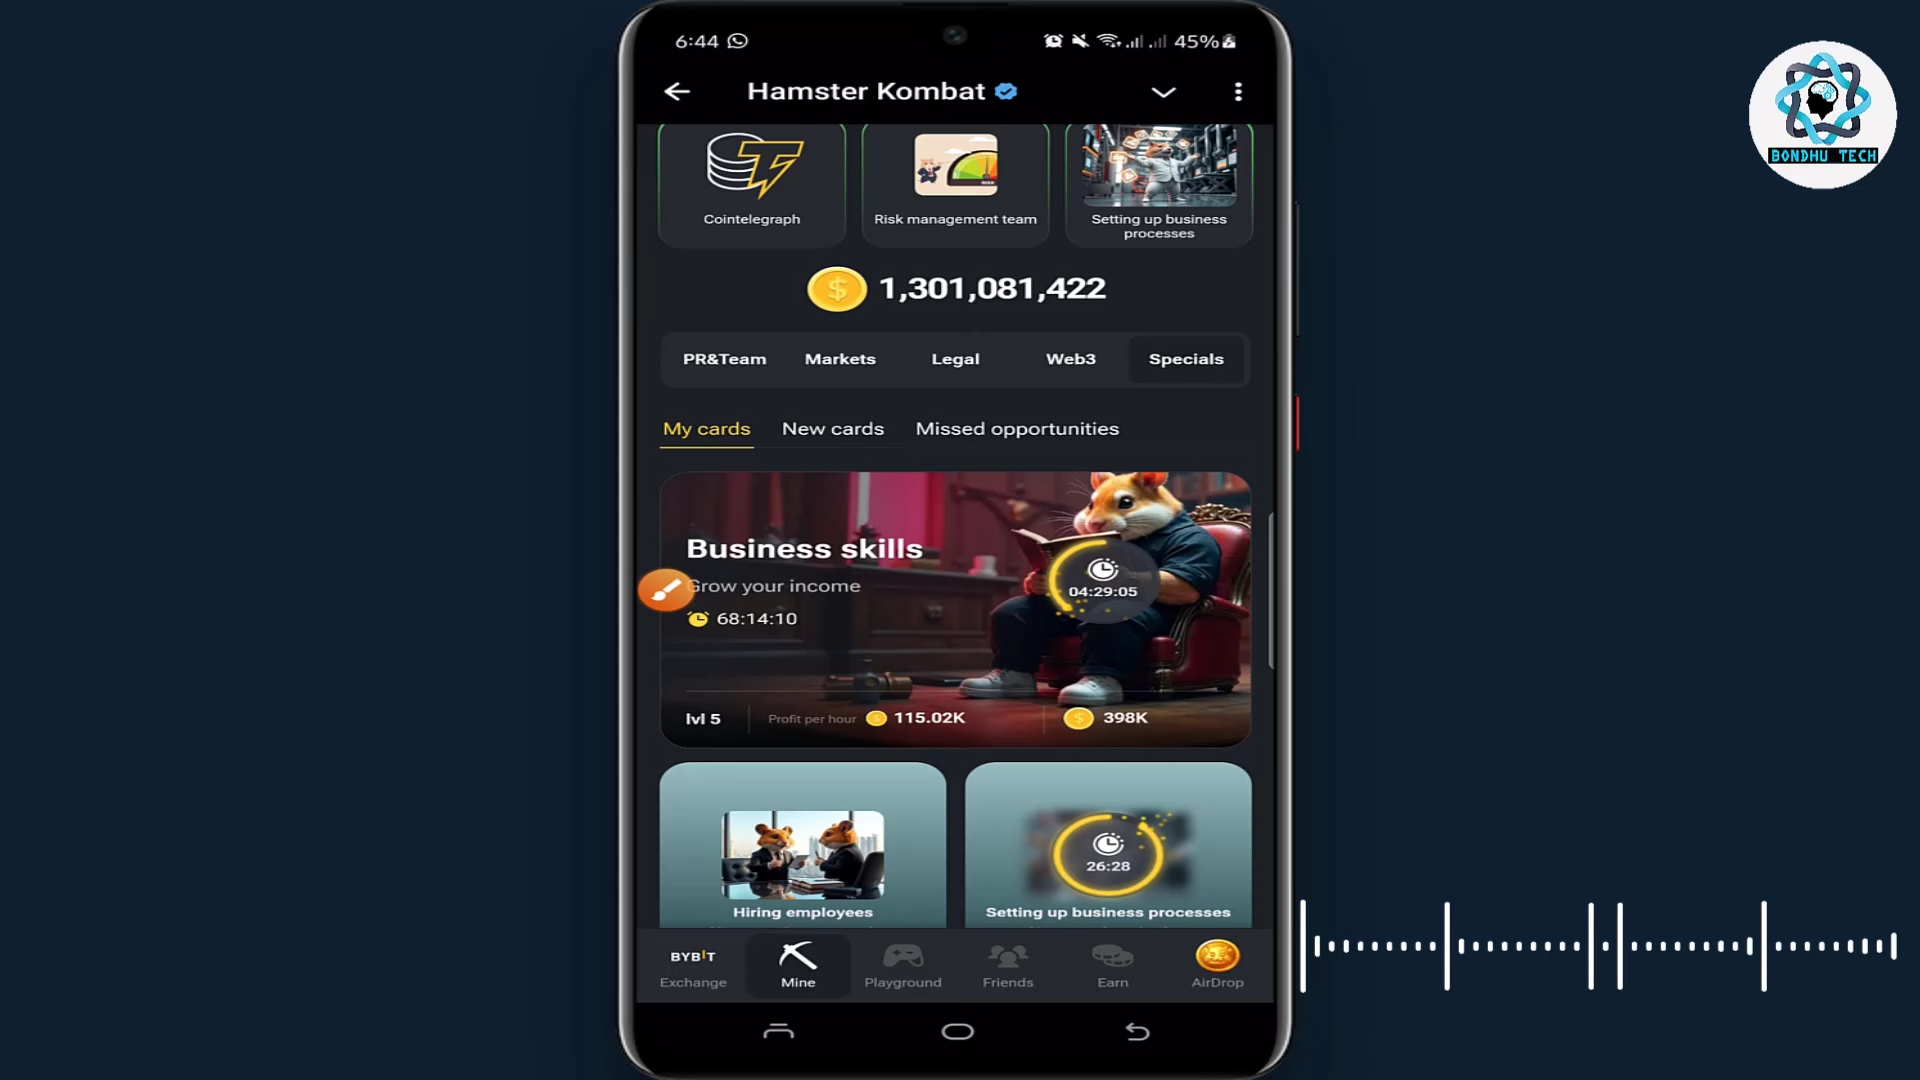 6:44
45%
Hamster Kombat
Cointelegraph
Risk management team
Setting up business
processes
1,301,081,422
PR&Team
Markets
Legal
Web3
Specials
My cards
New cards
Missed opportunities
Business skills
Grow your income
68:14:10
04:29:05
lvl 5
Profit per hour
115.02K
398K
26:28
Hiring employees
Setting up business processes
BYBIT
Exchange
Mine
Playground
Friends
Earn
AirDrop
BONDHU TECH